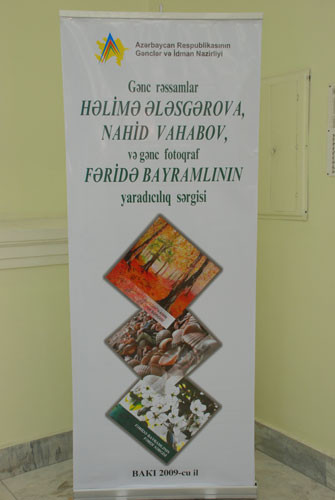 Azərbaycan Respublikasının
Gənclər və İdman Nazirliyi
Gənc rəssamlar
HƏLİMƏ ƏLƏSGƏROVA,
NAHİD VAHABOV,
və gənc fotoqraf
FƏRİDƏ BAYRAMLININ
yaradıcılıq sərgisi
BAKI 2009-cu il